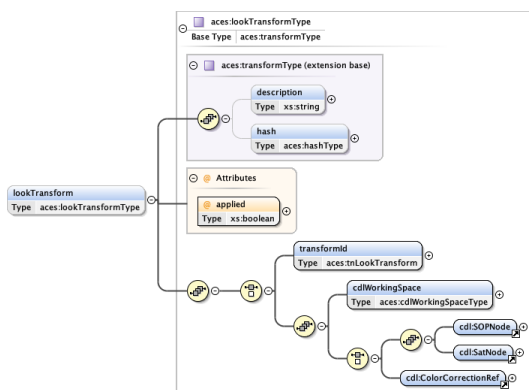 aces:lookTransformType
Base Type aces:transformType
aces:transformType (extension base)
description
Type xs:string
hash
Type aces:hashType
@ Attributes
@ applied
Type xs:boolean
lookTransform
Type aces:lookTransformType
transformId
Type aces:tnLookTransform
cdlWorkingSpace
Type aces:cdlWorkingSpaceType
cdl:SOPNode
cdl:SatNode
cdl:ColorCorrectionRef